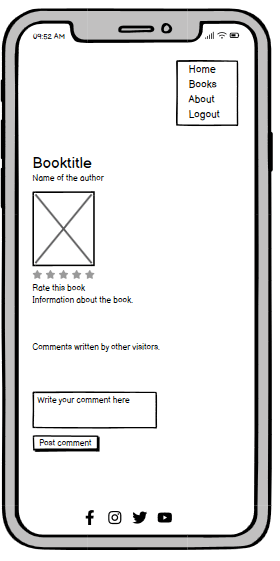 09:52 AM
Home
Books
About
Logout
Booktitle
Name of the author
Rate this book
Information about the book.
Comments written by other visitors.
Write your comment here
Post comment